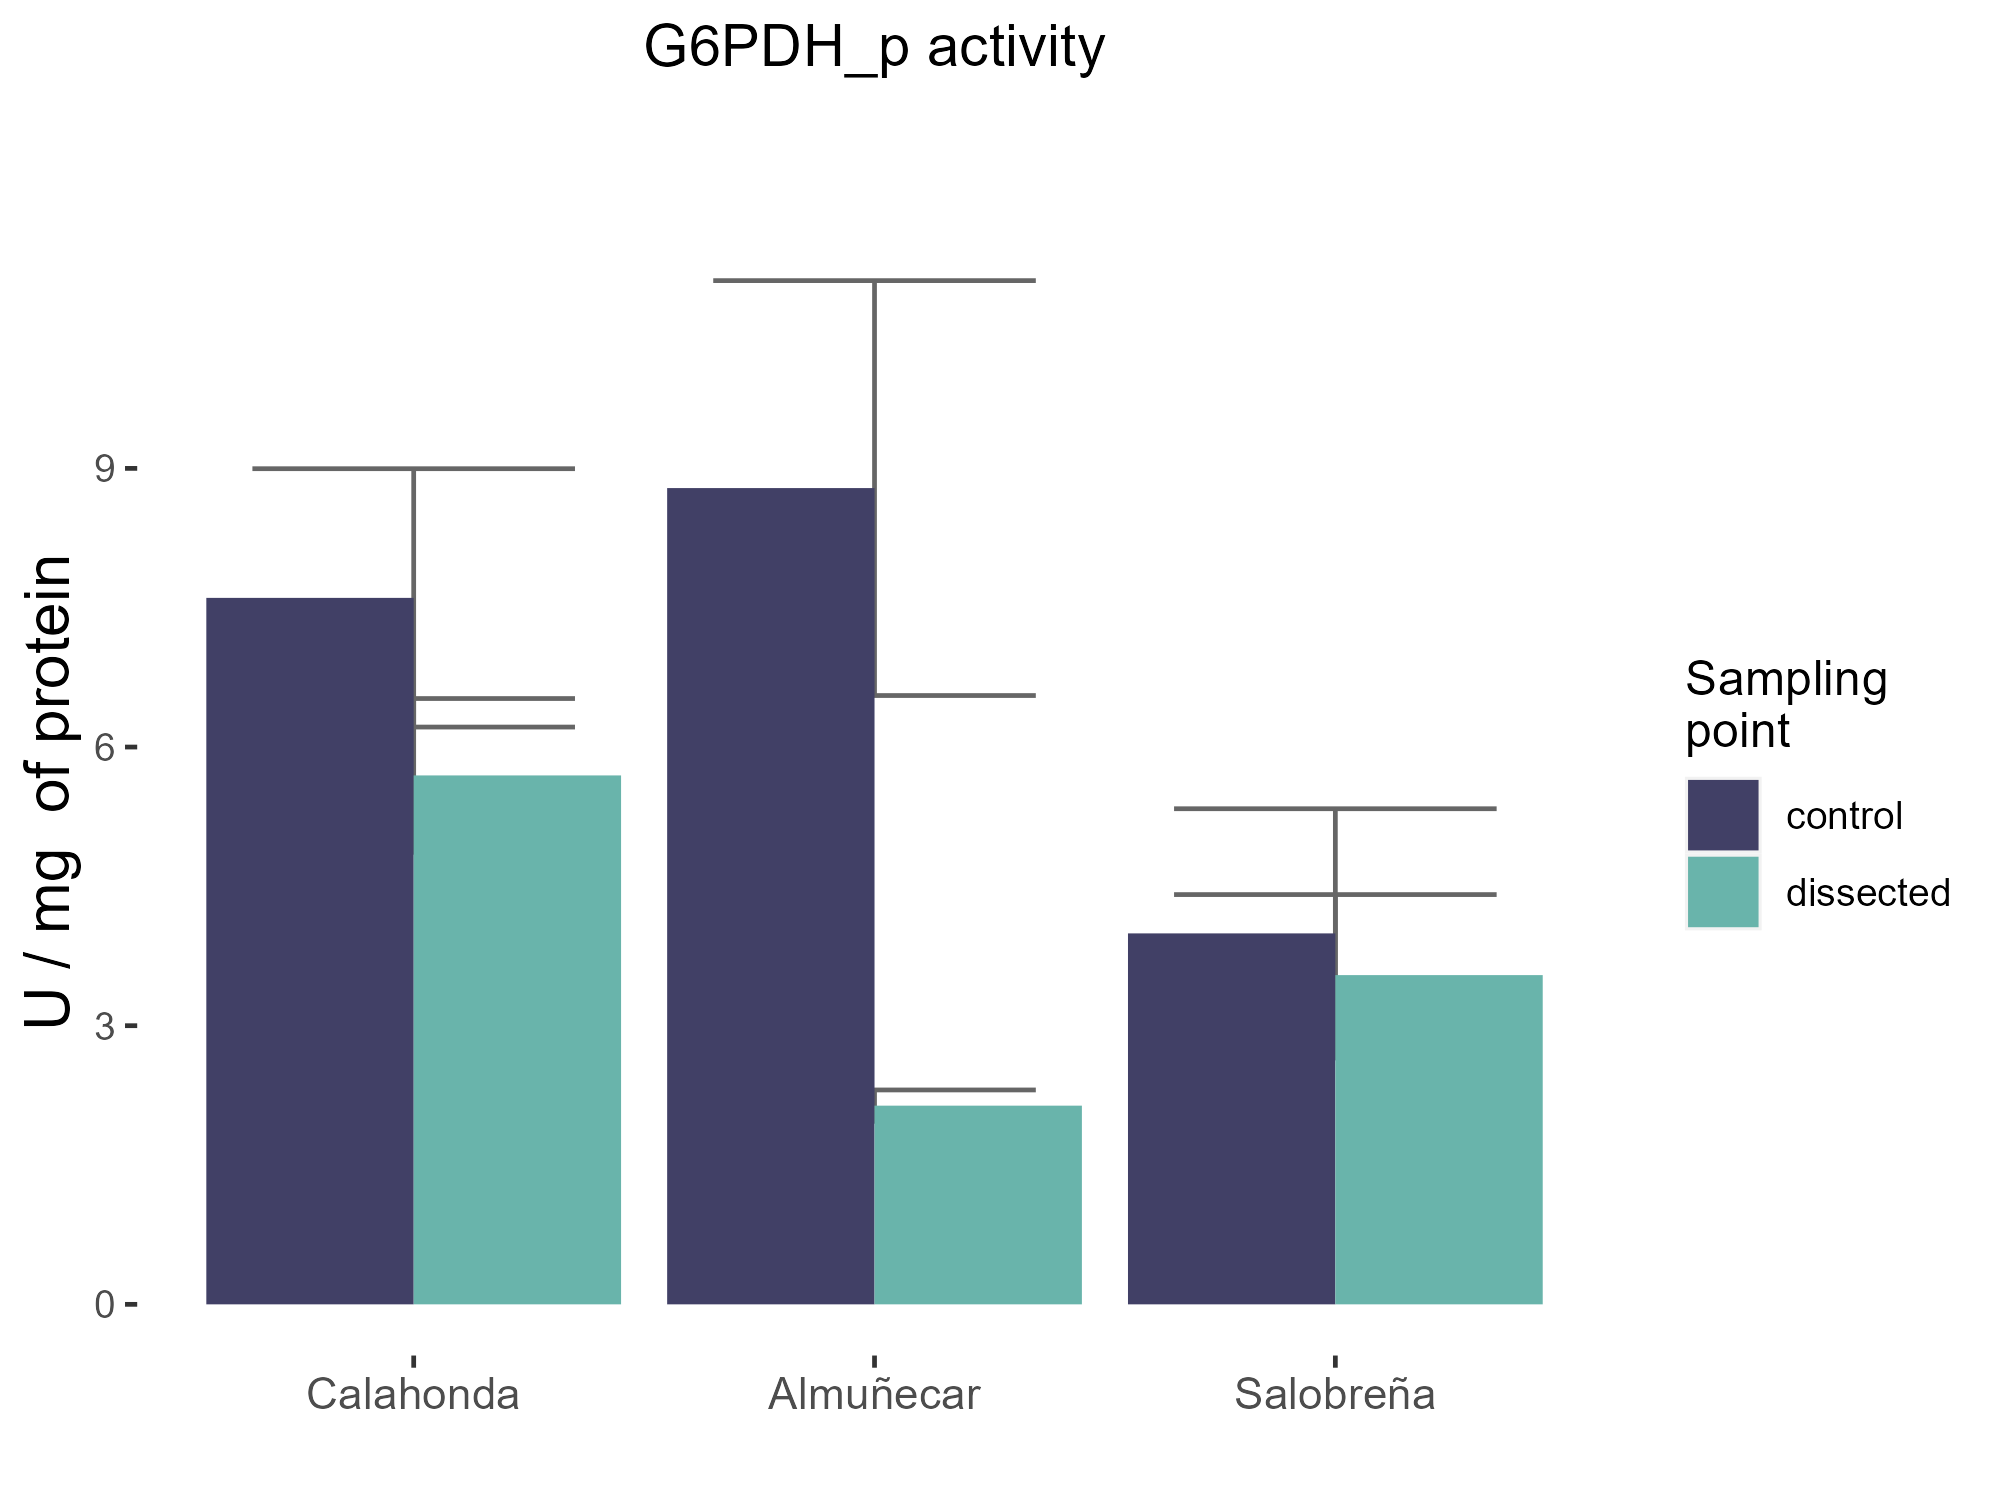 G6PDH_p activity
U / mg  of protein
9
6
3
0
Calahonda
Almuñecar
Salobreña
Sampling
point
control
dissected